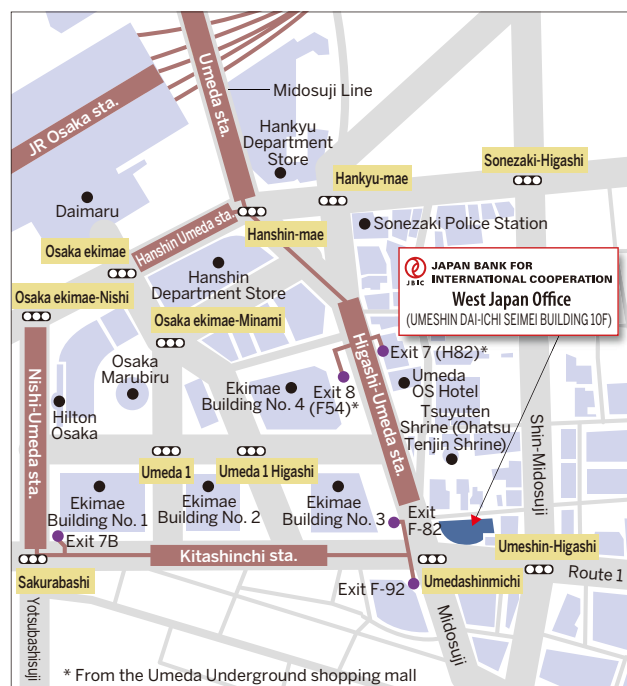 JR Osaka sta.
Umeda sta.
Midosuji Line
Hankyu
Department
Store
Sonezaki-Higashi
Hankyu-mae
Daimaru
Hanshin Umeda sta.
Hanshin-mae
Sonezaki Police Station
Osaka ekimae
Hanshin
Department Store
JBIC
JAPAN BANK FOR
INTERNATIONAL COOPERATION
West Japan Office
(UMESHIN DAI-ICHI SEIMEI BUILDING 10F)
Osaka ekimae-Nishi
Osaka ekimae-Minami
Nishi-Umeda sta.
Osaka
Marubiru
Hilton
Osaka
Ekimae
Building No. 4
Exit 8
(F54)*
Higashi-Umeda sta.
Exit 7 (H82)*
Umeda
OS Hotel
Tsuyuten
Shrine (Ohatsu
Tenjin Shrine)
Shin-Midosuji
Umeda 1
Umeda 1 Higashi
Ekimae
Building No. 1
Ekimae
Building No. 2
Ekimae
Building No. 3
Exit
F-82
Exit 7B
Kitashinchi sta.
Umeshin-Higashi
Sakurabashi
Umedashinmichi
Route 1
Exit F-92
Yotsubashisuji
Midosuji
* From the Umeda Underground shopping mall